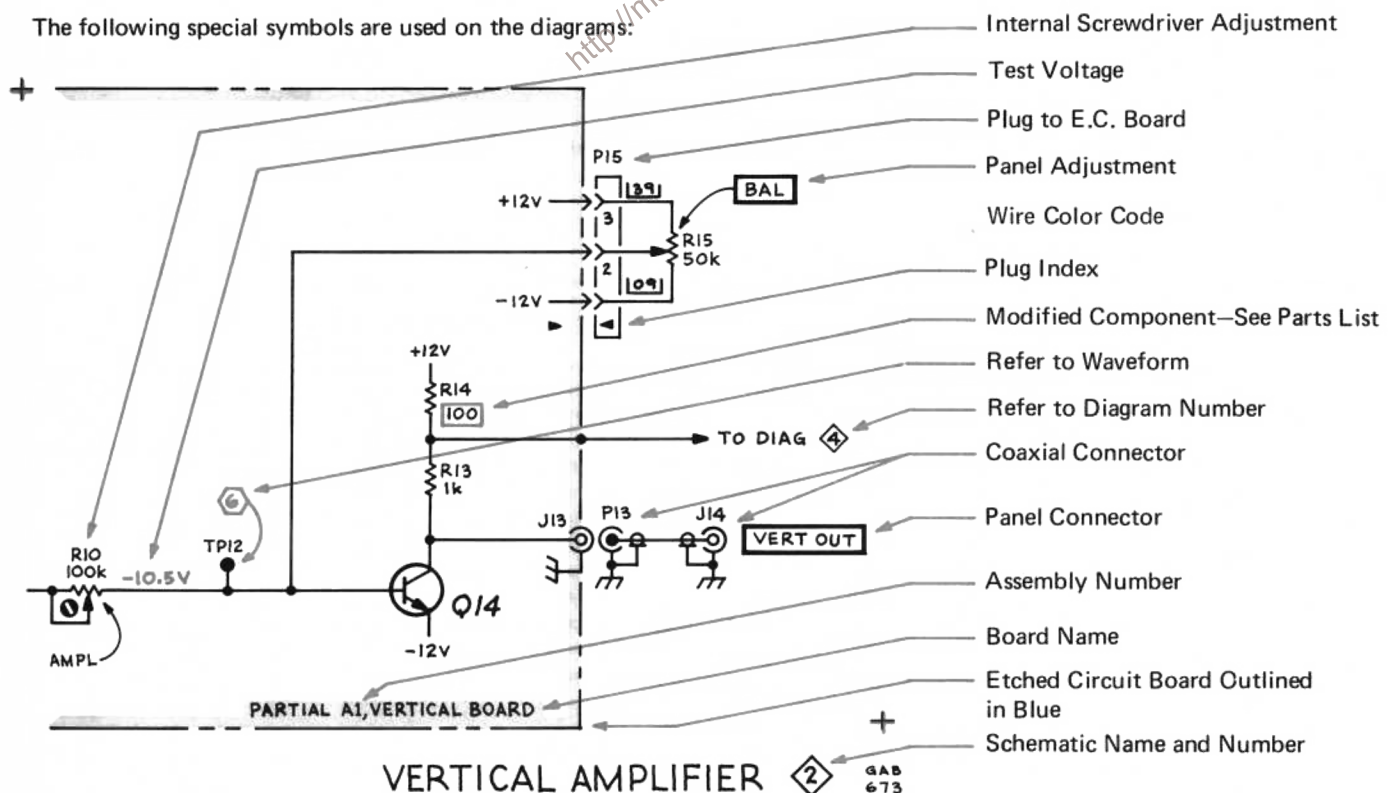 The following special symbols are used on the diagrams:
http://m
Internal Screwdriver Adjustment
Test Voltage
Plug to E.C. Board
Panel Adjustment
Wire Color Code
Plug Index
Modified Component—See Parts List
Refer to Waveform
Refer to Diagram Number
Coaxial Connector
Panel Connector
Assembly Number
Board Name
Etched Circuit Board Outlined
in Blue
Schematic Name and Number
P15
39
BAL
+12V
3
R15
50k
2
09
-12V
+12V
R14
100
TO DIAG 4
R13
1k
6
J13
P13
J14
VERT OUT
TP12
R10
100k
-10.5V
Q14
AMPL
-12V
PARTIAL A1, VERTICAL BOARD
VERTICAL AMPLIFIER 2
GAB
673